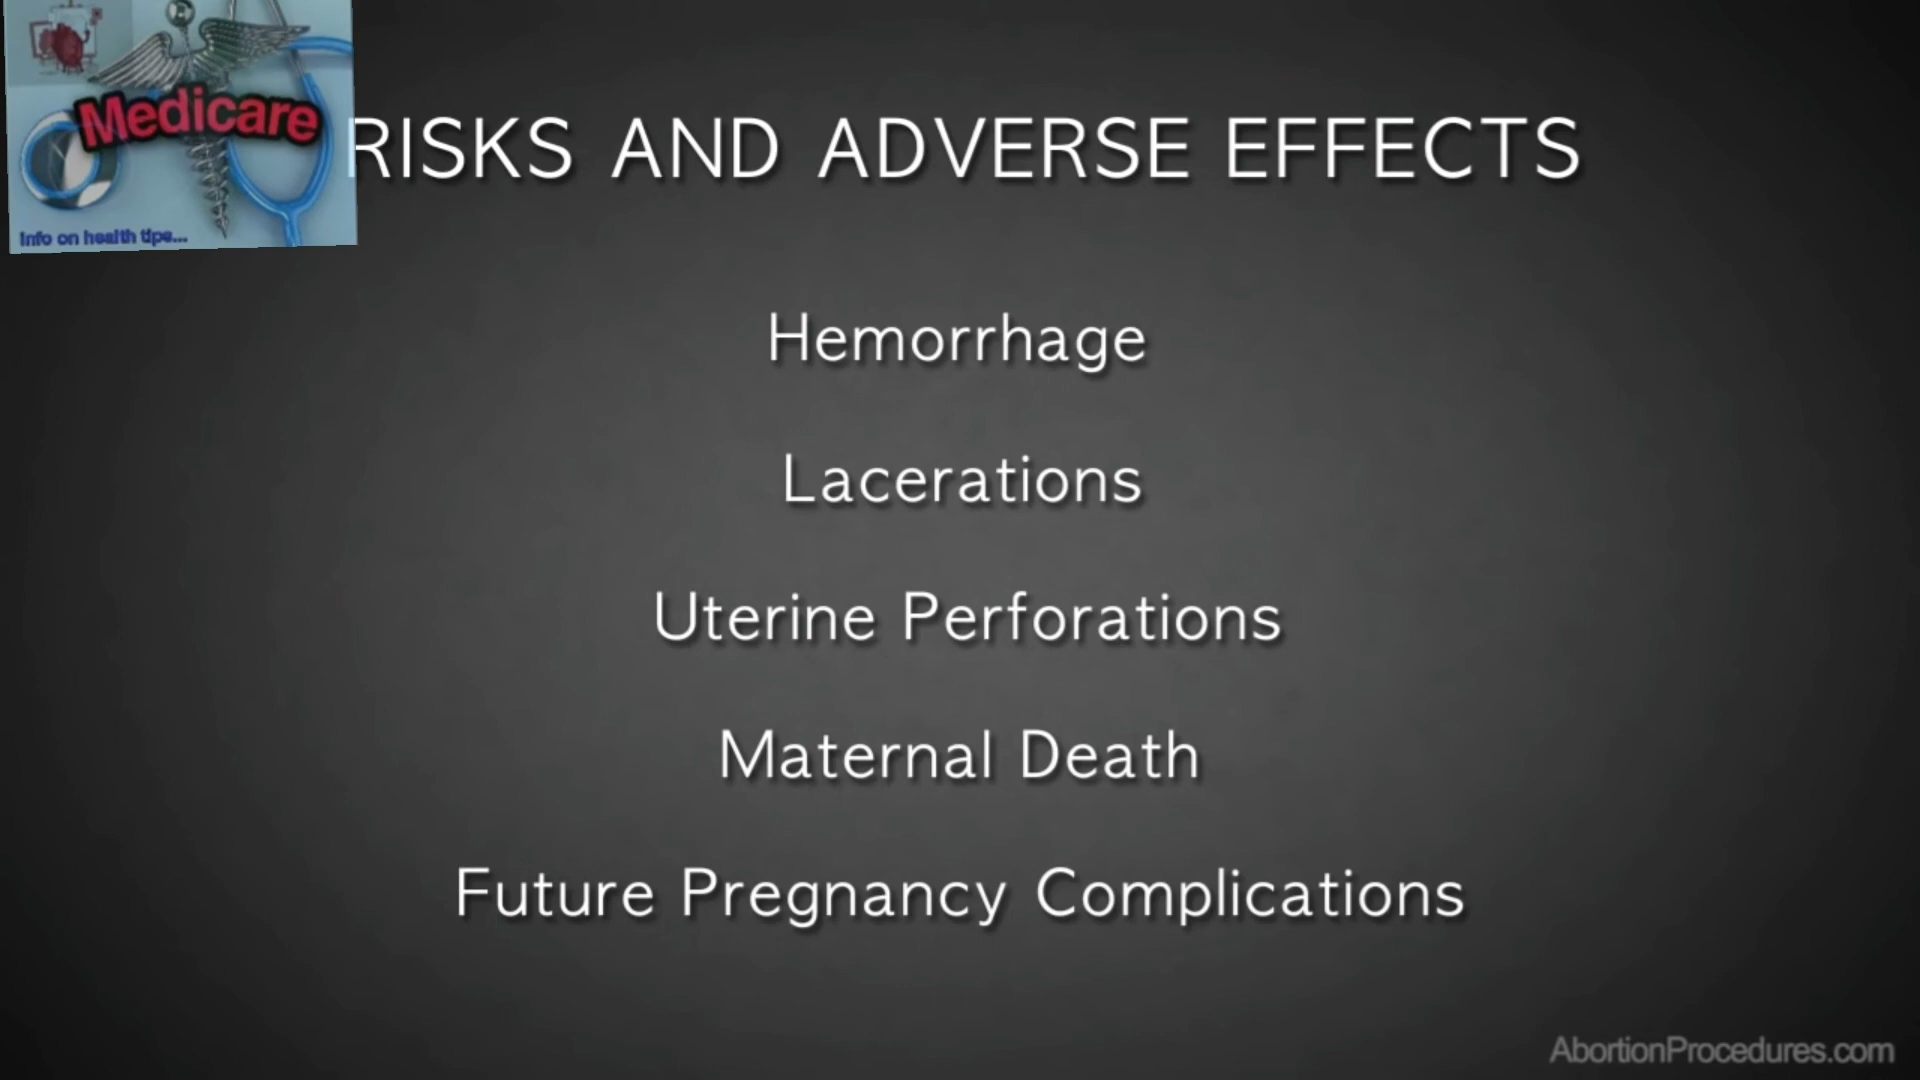 Medicare
Info on health tips...
RISKS AND ADVERSE EFFECTS
Hemorrhage
Lacerations
Uterine Perforations
Maternal Death
Future Pregnancy Complications
AbortionProcedures.com